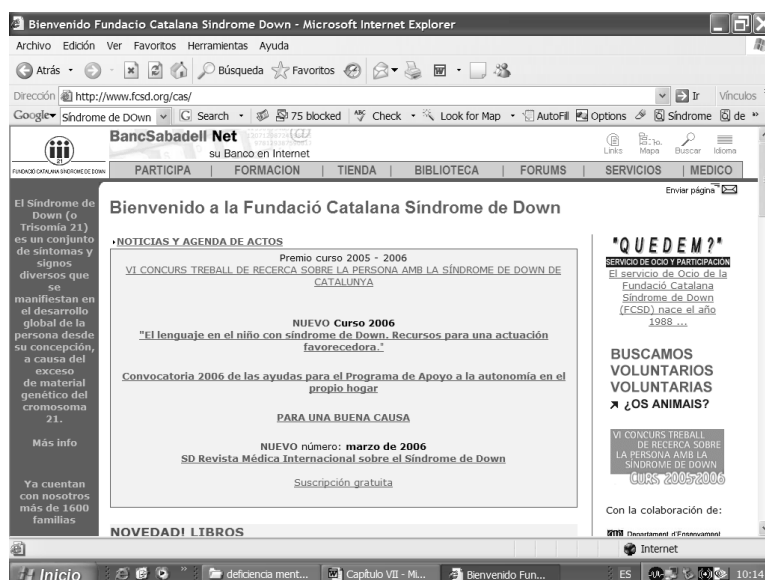 Bienvenido Fundacio Catalana Sindrome Down - Microsoft Internet Explorer
Archivo Edición Ver Favoritos Herramientas Ayuda
Atrás Búsqueda Favoritos
Dirección http://www.fcsd.org/cas/ Ir Vínculos
Google Síndrome de DOwn Search 75 blocked Check Look for Map AutoFill Options Síndrome de
FUNDACIÓ CATALANA SÍNDROME DE DOWN
BancSabadell Net
su Banco en Internet
Links Mapa Buscar Idioma
PARTICIPA | FORMACION | TIENDA | BIBLIOTECA | FORUMS | SERVICIOS | MEDICO
Enviar página
El Síndrome de
Down (o
Trisomía 21)
es un conjunto
de síntomas y
signos
diversos que
se
manifiestan en
el desarrollo
global de la
persona desde
su concepción,
a causa del
exceso
de material
genético del
cromosoma
21.
Más info
Ya cuentan
con nosotros
más de 1600
familias
Bienvenido a la Fundació Catalana Síndrome de Down
NOTICIAS Y AGENDA DE ACTOS
Premio curso 2005 - 2006
VI CONCURS TREBALL DE RECERCA SOBRE LA PERSONA AMB LA SÍNDROME DE DOWN DE
CATALUNYA
NUEVO Curso 2006
"El lenguaje en el niño con síndrome de Down. Recursos para una actuación
favorecedora."
Convocatoria 2006 de las ayudas para el Programa de Apoyo a la autonomía en el
propio hogar
PARA UNA BUENA CAUSA
NUEVO número: marzo de 2006
SD Revista Médica Internacional sobre el Síndrome de Down
Suscripción gratuita
NOVEDAD! LIBROS
"QUEDEM?"
SERVICIO DE OCIO Y PARTICIPACIÓN
El servicio de Ocio de la
Fundació Catalana
Síndrome de Down
(FCSD) nace el año
1988 ...
BUSCAMOS
VOLUNTARIOS
VOLUNTARIAS
¿OS ANIMAIS?
VI CONCURS TREBALL
DE RECERCA SOBRE
LA PERSONA AMB LA
SÍNDROME DE DOWN
CURS 2005-2006
Con la colaboración de:
Departament d'Ensenyament
Internet
Inicio deficiencia ment... Capítulo VII - Mi... Bienvenido Fun... ES 10:14